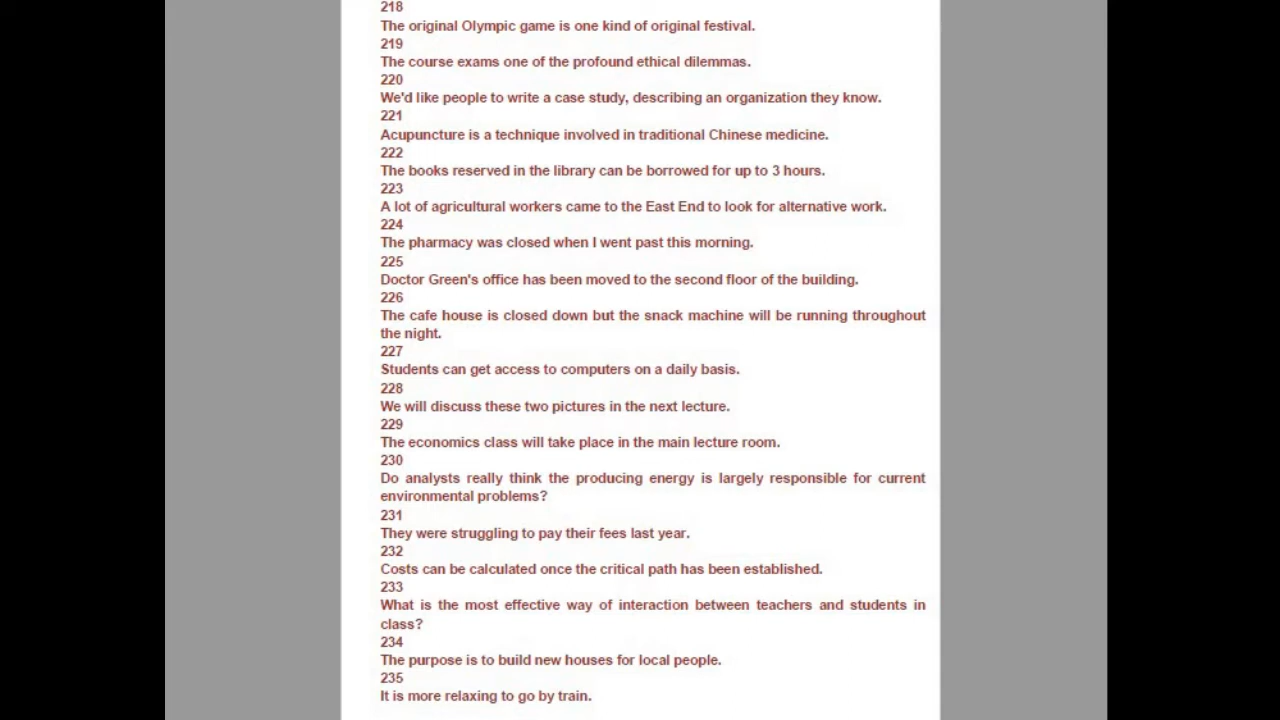 218
The original Olympic game is one kind of original festival.
219
The course exams one of the profound ethical dilemmas.
220
We'd like people to write a case study, describing an organization they know.
221
Acupuncture is a technique involved in traditional Chinese medicine.
222
The books reserved in the library can be borrowed for up to 3 hours.
223
A lot of agricultural workers came to the East End to look for alternative work.
224
The pharmacy was closed when I went past this morning.
225
Doctor Green's office has been moved to the second floor of the building.
226
The cafe house is closed down but the snack machine will be running throughout
the night.
227
Students can get access to computers on a daily basis.
228
We will discuss these two pictures in the next lecture.
229
The economics class will take place in the main lecture room.
230
Do analysts really think the producing energy is largely responsible for current
environmental problems?
231
They were struggling to pay their fees last year.
232
Costs can be calculated once the critical path has been established.
233
What is the most effective way of interaction between teachers and students in
class?
234
The purpose is to build new houses for local people.
235
It is more relaxing to go by train.